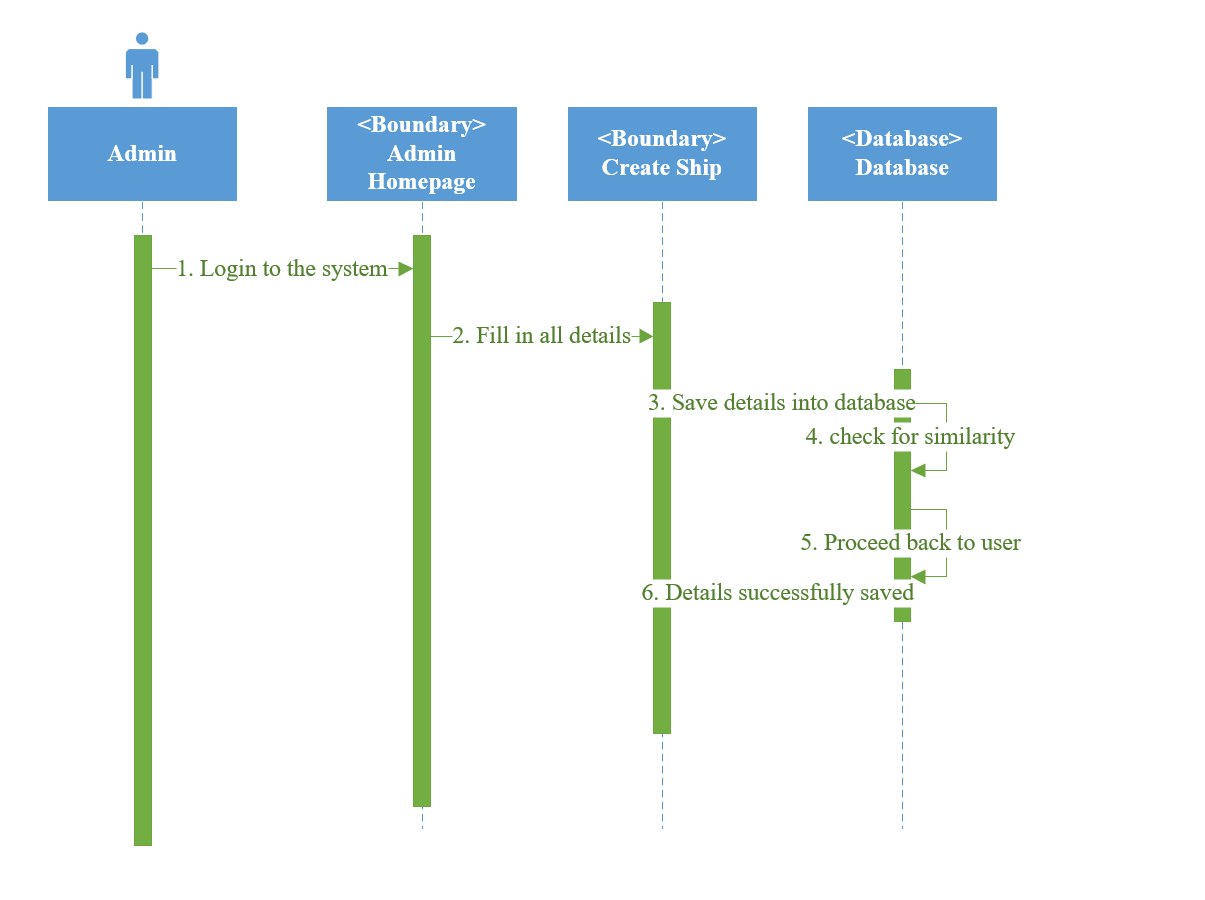 Admin
<Boundary>
Admin
Homepage
<Boundary>
Create Ship
<Database>
Database
1. Login to the system
2. Fill in all details
3. Save details into database
4. check for similarity
5. Proceed back to user
6. Details successfully saved